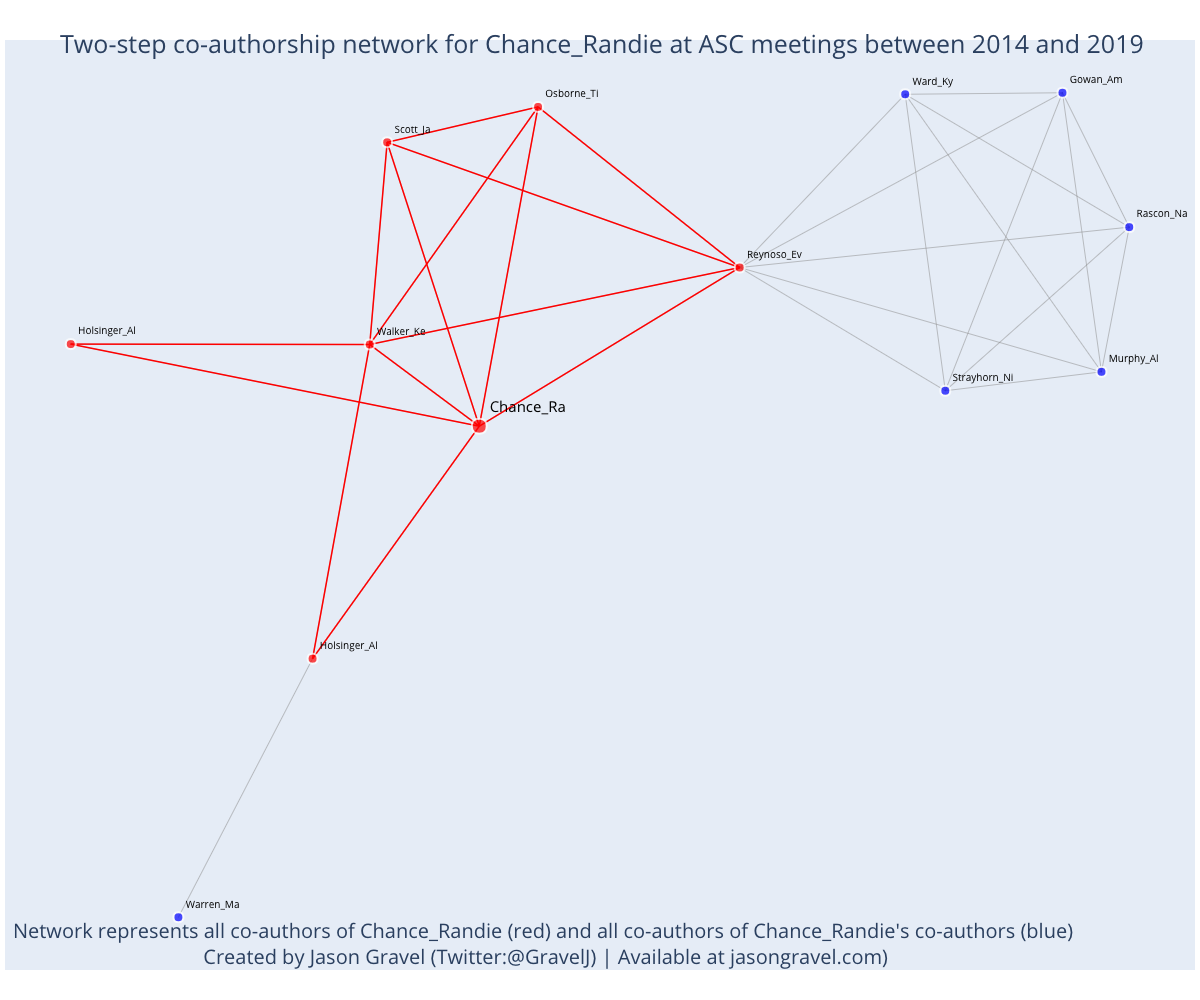 Two-step co-authorship network for Chance_Randie at ASC meetings between 2014 and 2019
Ward_Ky
Gowan_Am
Osborne_Ti
Scott_Ja
Rascon_Na
Reynoso_Ev
Holsinger_Al
Walker_Ke
Murphy_Al
Strayhorn_Ni
Chance_Ra
Holsinger_Al
Warren_Ma
Network represents all co-authors of Chance_Randie (red) and all co-authors of Chance_Randie's co-authors (blue)
Created by Jason Gravel (Twitter:@GravelJ) | Available at jasongravel.com)